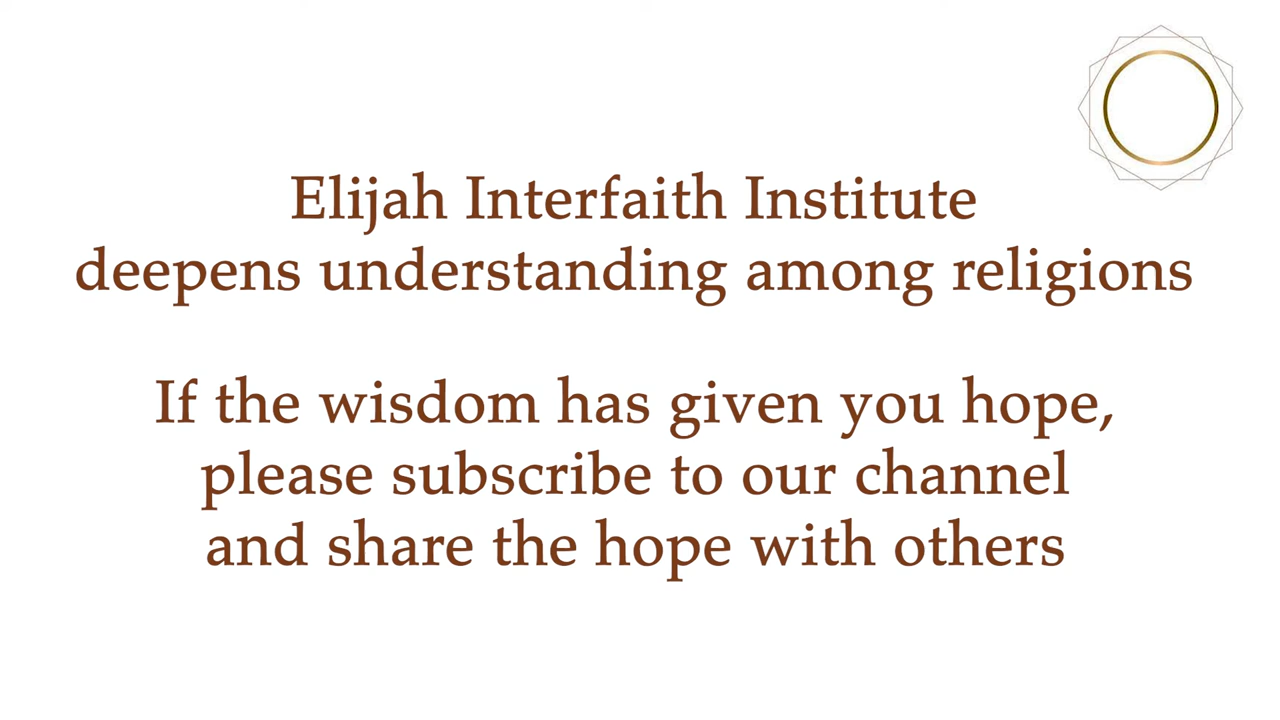 Elijah Interfaith Institute
deepens understanding among religions
If the wisdom has given you hope,
please subscribe to our channel
and share the hope with others